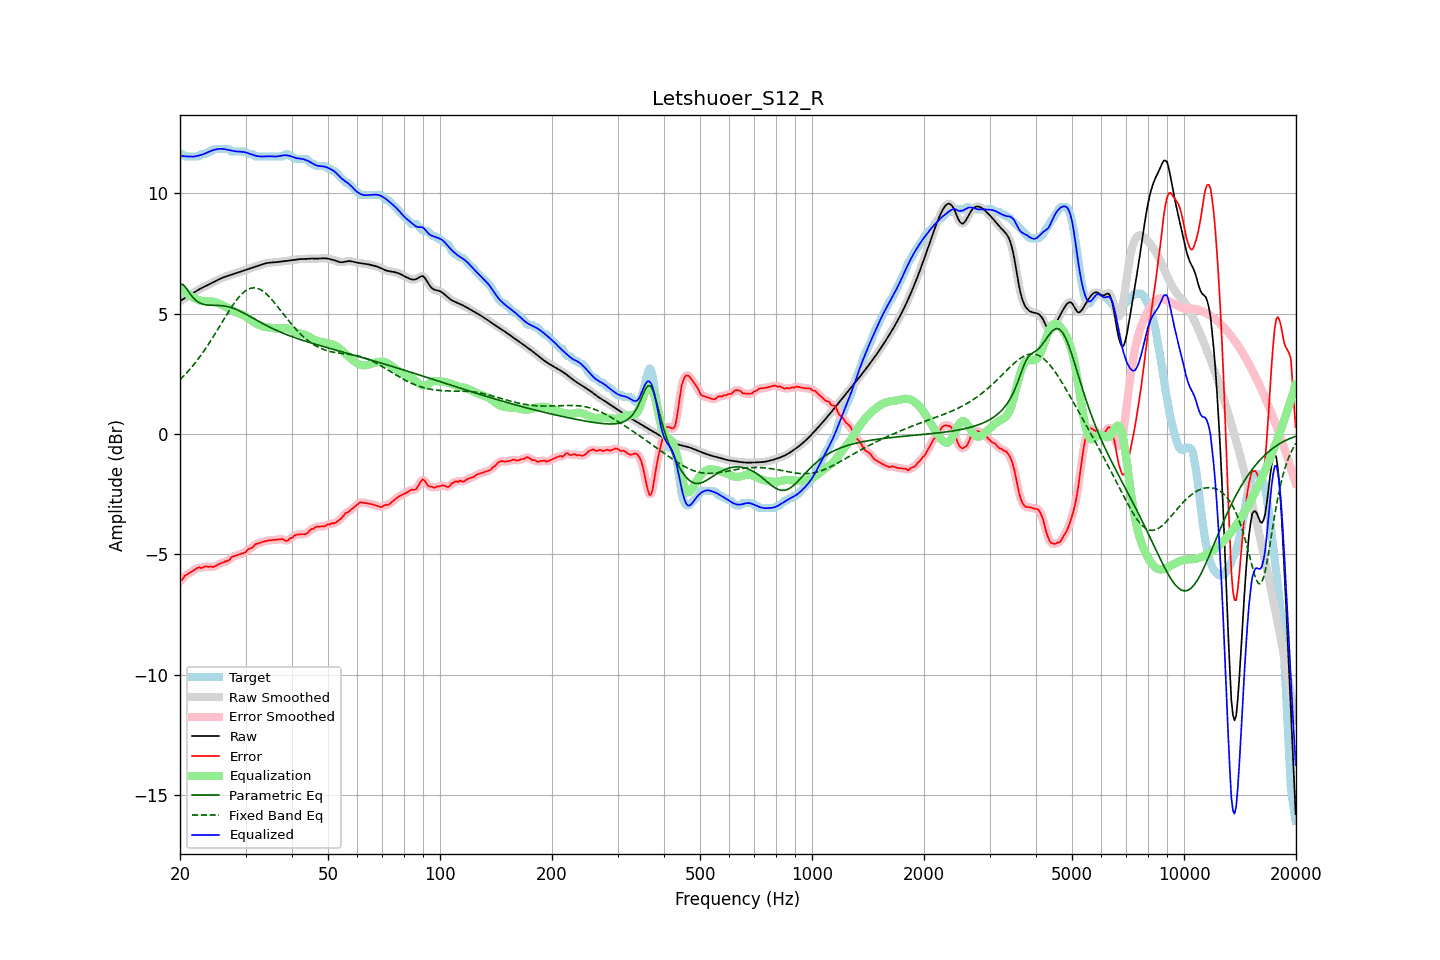 Letshuoer_S12_R
Amplitude (dBr)
10
5
0
−5
−10
−15
Target
Raw Smoothed
Error Smoothed
Raw
Error
Equalization
Parametric Eq
Fixed Band Eq
Equalized
20 50 100 200 500 1000 2000 5000 10000 20000
Frequency (Hz)